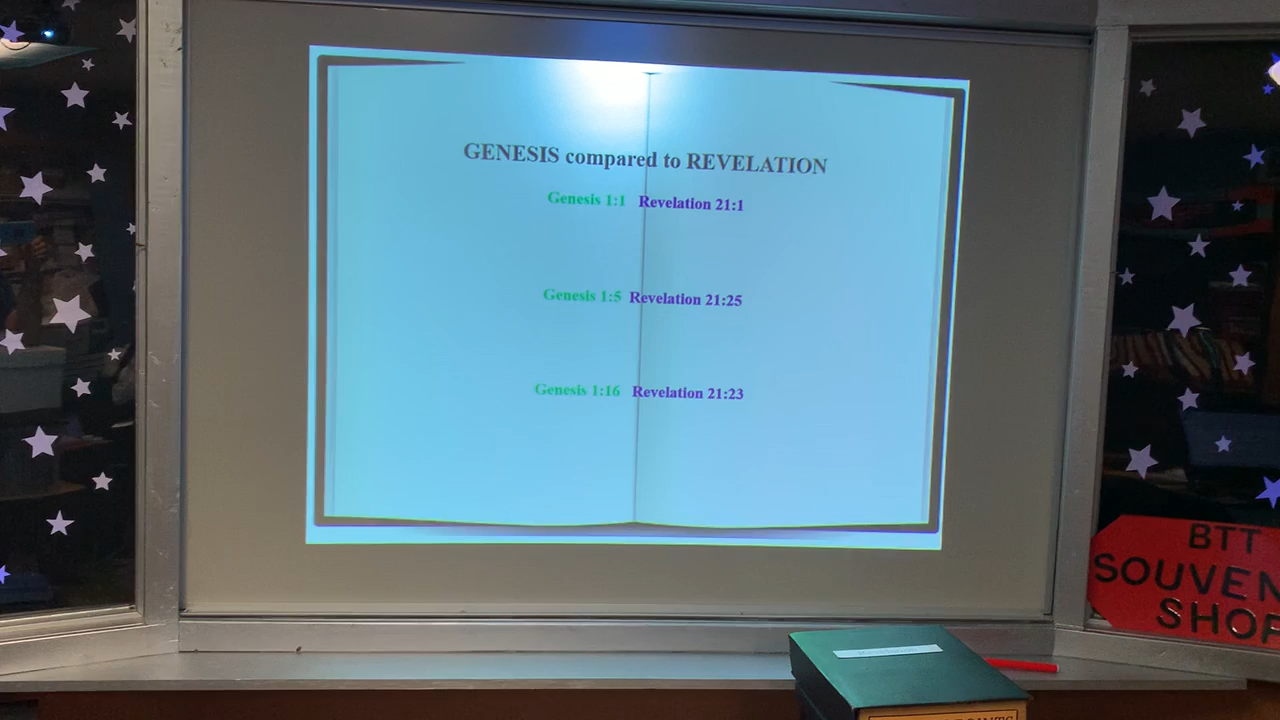 GENESIS compared to REVELATION
Genesis 1:1 Revelation 21:1
Genesis 1:5 Revelation 21:25
Genesis 1:16 Revelation 21:23
BTT
SOUVEN
SHOP